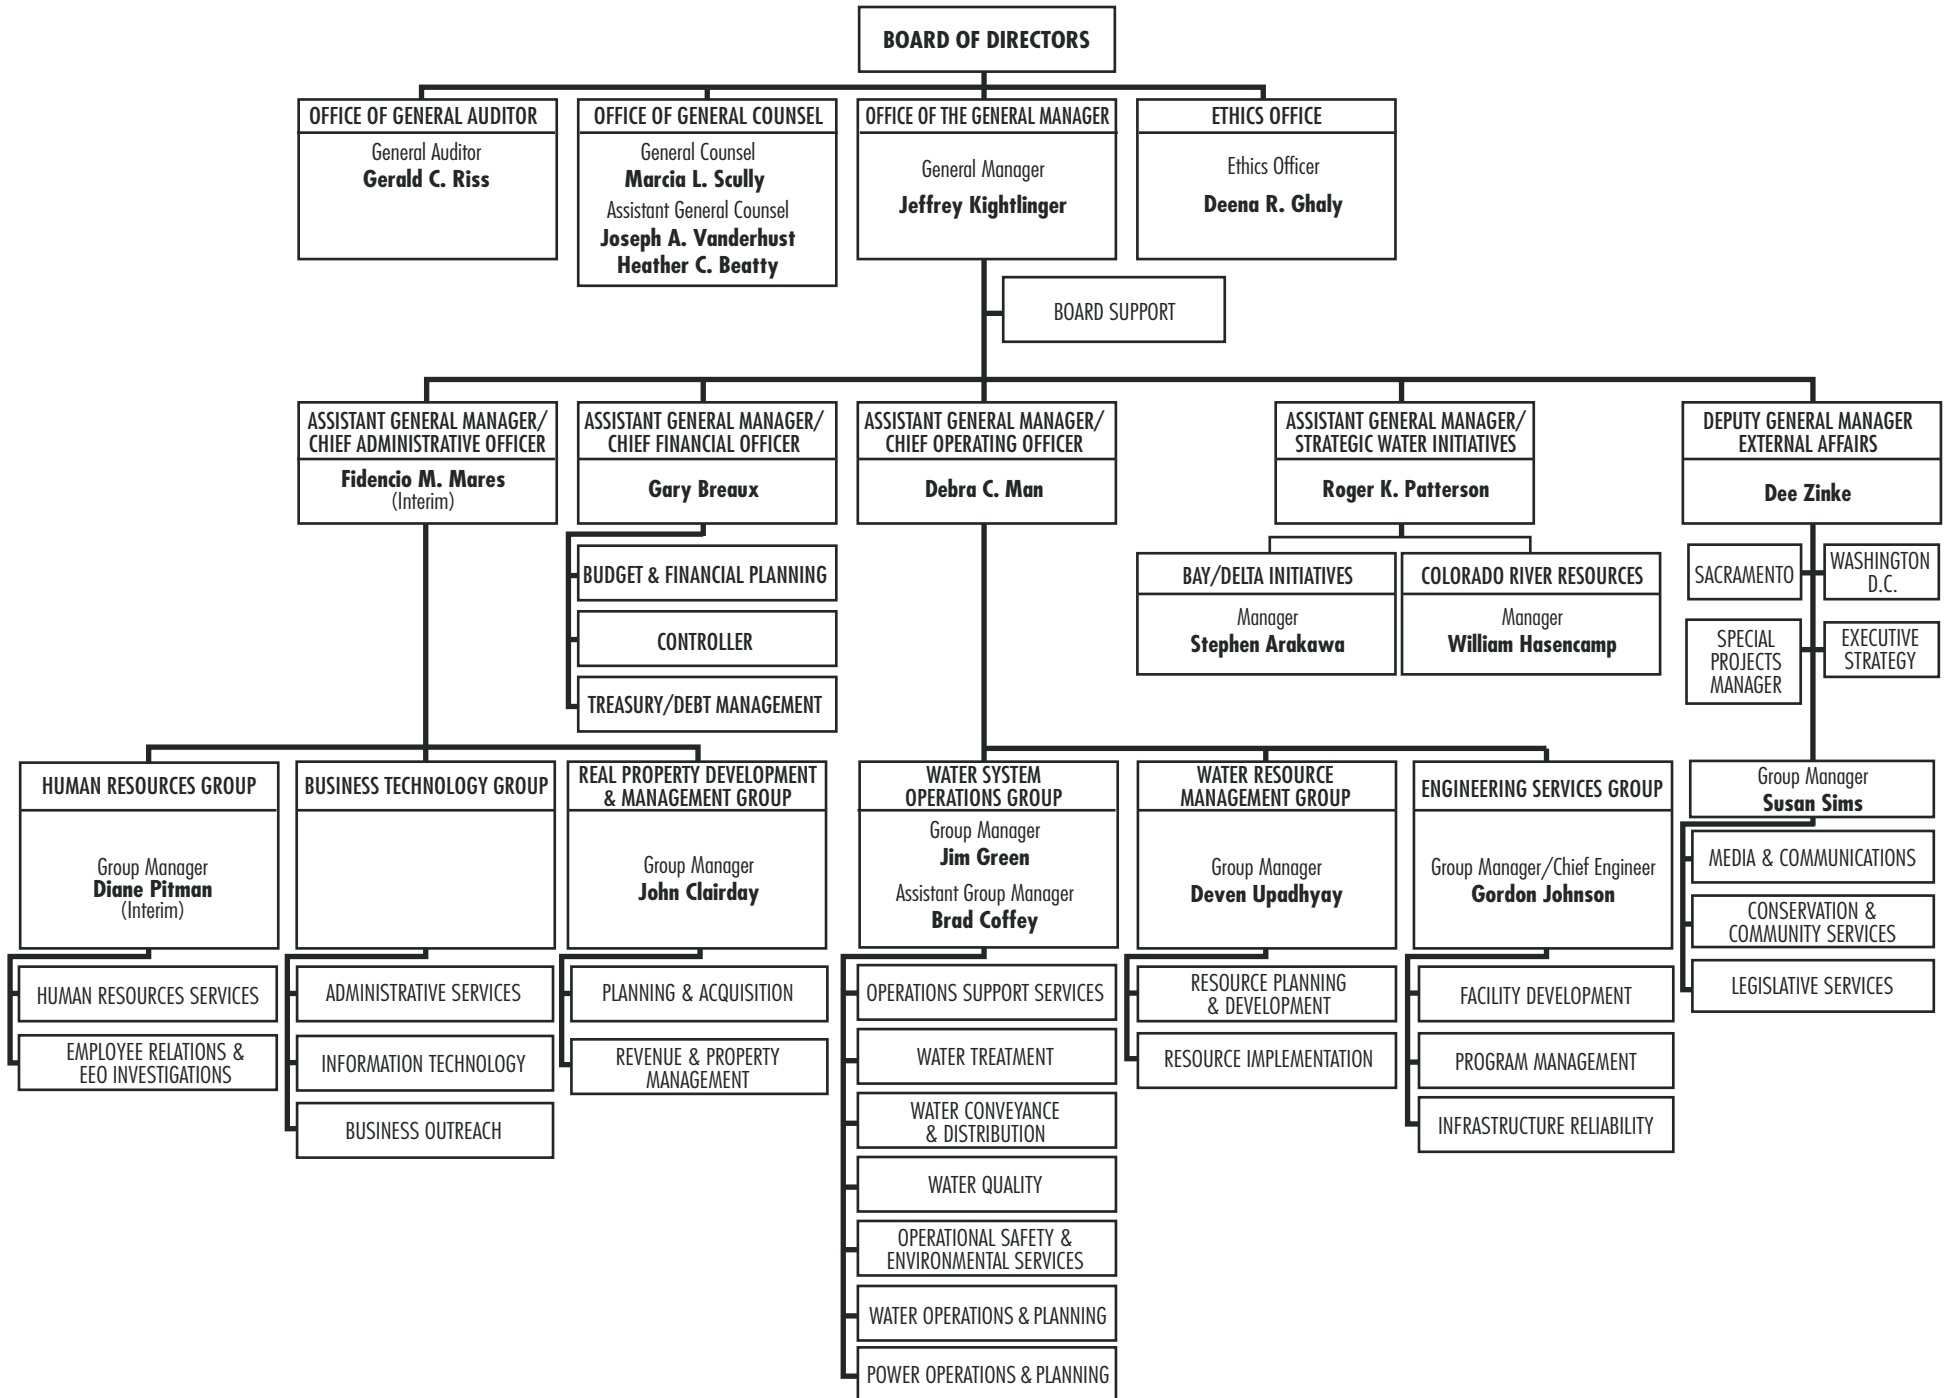 BOARD OF DIRECTORS
OFFICE OF GENERAL AUDITOR
General Auditor
Gerald C. Riss
OFFICE OF GENERAL COUNSEL
General Counsel
Marcia L. Scully
Assistant General Counsel
Joseph A. Vanderhust
Heather C. Beatty
OFFICE OF THE GENERAL MANAGER
General Manager
Jeffrey Kightlinger
ETHICS OFFICE
Ethics Officer
Deena R. Ghaly
BOARD SUPPORT
ASSISTANT GENERAL MANAGER/
CHIEF ADMINISTRATIVE OFFICER
Fidencio M. Mares
(Interim)
ASSISTANT GENERAL MANAGER/
CHIEF FINANCIAL OFFICER
Gary Breaux
ASSISTANT GENERAL MANAGER/
CHIEF OPERATING OFFICER
Debra C. Man
ASSISTANT GENERAL MANAGER/
STRATEGIC WATER INITIATIVES
Roger K. Patterson
DEPUTY GENERAL MANAGER
EXTERNAL AFFAIRS
Dee Zinke
BUDGET & FINANCIAL PLANNING
CONTROLLER
TREASURY/DEBT MANAGEMENT
BAY/DELTA INITIATIVES
Manager
Stephen Arakawa
COLORADO RIVER RESOURCES
Manager
William Hasencamp
SACRAMENTO
WASHINGTON
D.C.
SPECIAL
PROJECTS
MANAGER
EXECUTIVE
STRATEGY
HUMAN RESOURCES GROUP
Group Manager
Diane Pitman
(Interim)
HUMAN RESOURCES SERVICES
EMPLOYEE RELATIONS &
EEO INVESTIGATIONS
BUSINESS TECHNOLOGY GROUP
ADMINISTRATIVE SERVICES
INFORMATION TECHNOLOGY
BUSINESS OUTREACH
REAL PROPERTY DEVELOPMENT
& MANAGEMENT GROUP
Group Manager
John Clairday
PLANNING & ACQUISITION
REVENUE & PROPERTY
MANAGEMENT
WATER SYSTEM
OPERATIONS GROUP
Group Manager
Jim Green
Assistant Group Manager
Brad Coffey
OPERATIONS SUPPORT SERVICES
WATER TREATMENT
WATER CONVEYANCE
& DISTRIBUTION
WATER QUALITY
OPERATIONAL SAFETY &
ENVIRONMENTAL SERVICES
WATER OPERATIONS & PLANNING
POWER OPERATIONS & PLANNING
WATER RESOURCE
MANAGEMENT GROUP
Group Manager
Deven Upadhyay
RESOURCE PLANNING
& DEVELOPMENT
RESOURCE IMPLEMENTATION
ENGINEERING SERVICES GROUP
Group Manager/Chief Engineer
Gordon Johnson
FACILITY DEVELOPMENT
PROGRAM MANAGEMENT
INFRASTRUCTURE RELIABILITY
Group Manager
Susan Sims
MEDIA & COMMUNICATIONS
CONSERVATION &
COMMUNITY SERVICES
LEGISLATIVE SERVICES